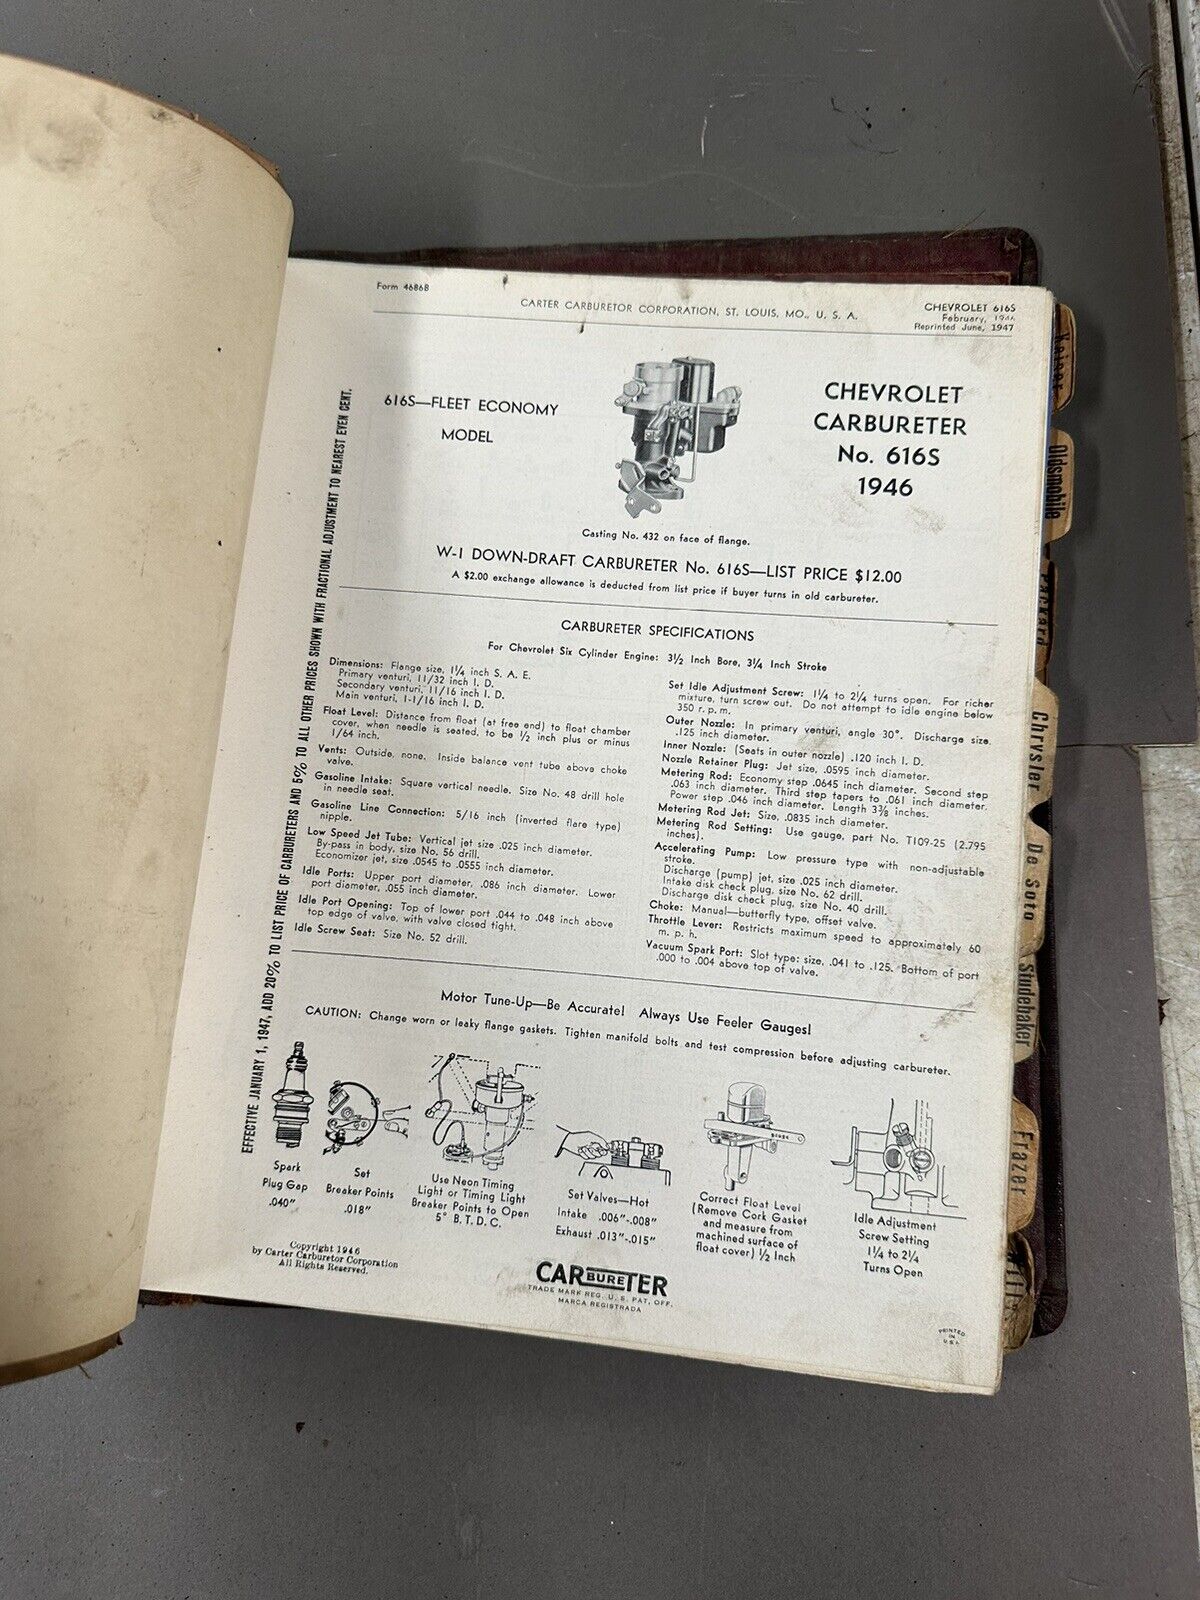 Form 4686B
CARTER CARBURETOR CORPORATION, ST. LOUIS, MO., U. S. A.
CHEVROLET 616S
February, 1946
Reprinted June, 1947
616S—FLEET ECONOMY
MODEL
CHEVROLET
CARBURETER
No. 616S
1946
Casting No. 432 on face of flange.
W-1 DOWN-DRAFT CARBURETER No. 616S—LIST PRICE $12.00
A $2.00 exchange allowance is deducted from list price if buyer turns in old carbureter.
CARBURETER SPECIFICATIONS
For Chevrolet Six Cylinder Engine: 3½ Inch Bore, 3¼ Inch Stroke
Dimensions: Flange size, 1¼ inch S. A. E.
Primary venturi, 11/32 inch I. D.
Secondary venturi, 11/16 inch I. D.
Main venturi, 1-1/16 inch I. D.
Float Level: Distance from float (at free end) to float chamber
cover, when needle is seated, to be ½ inch plus or minus
1/64 inch.
Vents: Outside, none. Inside balance vent tube above choke
valve.
Gasoline Intake: Square vertical needle. Size No. 48 drill hole
in needle seat.
Gasoline Line Connection: 5/16 inch (inverted flare type)
nipple.
Low Speed Jet Tube: Vertical jet size .025 inch diameter.
By-pass in body, size No. 56 drill.
Economizer jet, size .0545 to .0555 inch diameter.
Idle Ports: Upper port diameter, .086 inch diameter. Lower
port diameter, .055 inch diameter.
Idle Port Opening: Top of lower port .044 to .048 inch above
top edge of valve, with valve closed tight.
Idle Screw Seat: Size No. 52 drill.
Set Idle Adjustment Screw: 1¼ to 2¼ turns open. For richer
mixture, turn screw out. Do not attempt to idle engine below
350 r. p. m.
Outer Nozzle: In primary venturi, angle 30°. Discharge size,
.125 inch diameter.
Inner Nozzle: (Seats in outer nozzle) .120 inch I. D.
Nozzle Retainer Plug: Jet size, .0595 inch diameter.
Metering Rod: Economy step .0645 inch diameter. Second step
.063 inch diameter. Third step tapers to .061 inch diameter.
Power step .046 inch diameter. Length 3⅜ inches.
Metering Rod Jet: Size, .0835 inch diameter.
Metering Rod Setting: Use gauge, part No. T109-25 (2.795
inches).
Accelerating Pump: Low pressure type with non-adjustable
stroke.
Discharge (pump) jet, size .025 inch diameter.
Intake disk check plug, size No. 62 drill.
Discharge disk check plug, size No. 40 drill.
Choke: Manual—butterfly type, offset valve.
Throttle Lever: Restricts maximum speed to approximately 60
m. p. h.
Vacuum Spark Port: Slot type: size, .041 to .125. Bottom of port
.000 to .004 above top of valve.
Motor Tune-Up—Be Accurate! Always Use Feeler Gauges!
CAUTION: Change worn or leaky flange gaskets. Tighten manifold bolts and test compression before adjusting carbureter.
Spark
Plug Gap
.040"
Set
Breaker Points
.018"
Use Neon Timing
Light or Timing Light
Breaker Points to Open
5° B. T. D. C.
Set Valves—Hot
Intake .006"-.008"
Exhaust .013"-.015"
Correct Float Level
(Remove Cork Gasket
and measure from
machined surface of
float cover) ½ Inch
Idle Adjustment
Screw Setting
1¼ to 2¼
Turns Open
Copyright 1946
by Carter Carburetor Corporation
All Rights Reserved.
CARBURETER
TRADE MARK REG. U. S. PAT. OFF.
MARCA REGISTRADA
PRINTED
IN
U.S.A.
EFFECTIVE JANUARY 1, 1947, ADD 20% TO LIST PRICE OF CARBURETERS AND 5% TO ALL OTHER PRICES SHOWN WITH FRACTIONAL ADJUSTMENT TO NEAREST EVEN CENT.
Kaiser
Oldsmobile
Packard
Chrysler
De Soto
Studebaker
Frazer